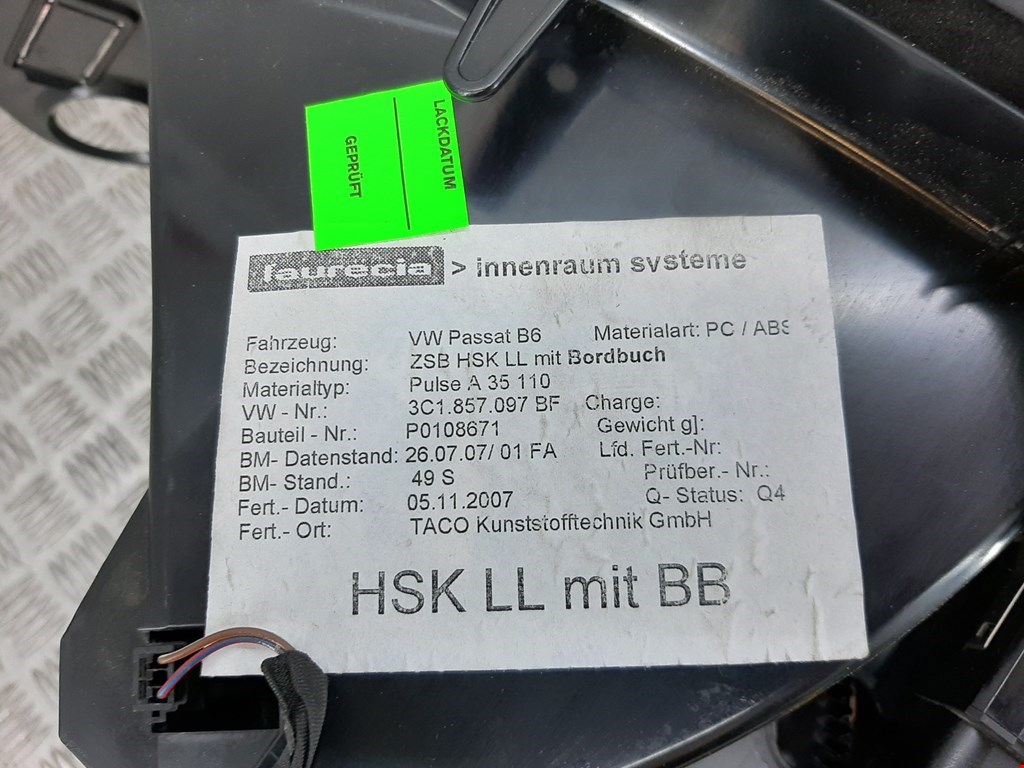 LACKDATUM
GEPRÜFT
faurecia > innenraum systeme
Fahrzeug: VW Passat B6 Materialart: PC / ABS
Bezeichnung: ZSB HSK LL mit Bordbuch
Materialtyp: Pulse A 35 110
VW - Nr.: 3C1.857.097 BF Charge:
Bauteil - Nr.: P0108671 Gewicht g]:
BM- Datenstand: 26.07.07/ 01 FA Lfd. Fert.-Nr:
BM- Stand.: 49 S Prüfber.- Nr.:
Fert.- Datum: 05.11.2007 Q- Status: Q4
Fert.- Ort: TACO Kunststofftechnik GmbH
HSK LL mit BB